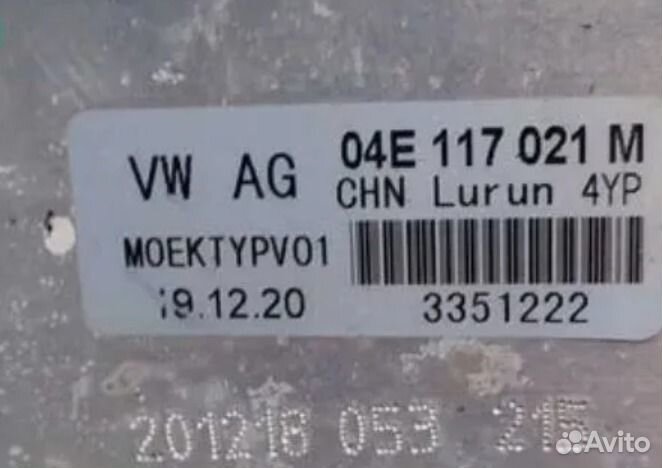 VW AG 04E 117 021 M
CHN Lurun 4YP
MOEKTYPV01
19.12.20 3351222
201218 053 215
Avito